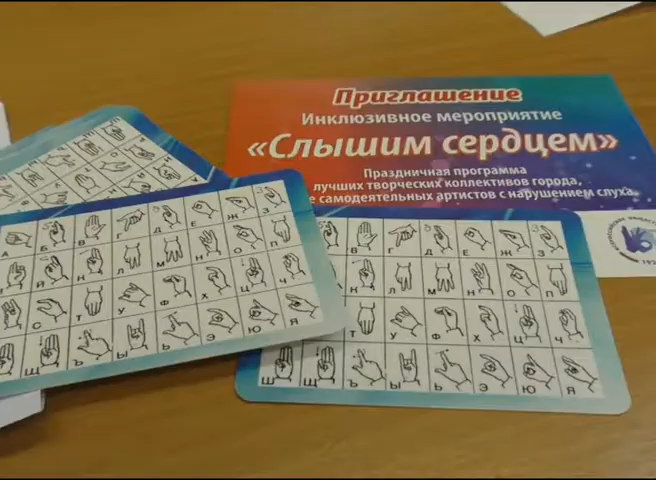 Приглашение
Инклюзивное мероприятие
«Слышим сердцем»
Праздничная программа
лучших творческих коллективов города,
е самодеятельных артистов с нарушением слуха.
А Б В Г Д Е Ж З
Й Н Л М Н О П
С Т У Ф Х Ц Ч
Щ Ъ Ы Ь Э Ю Я
В Г Д Е Ж З
Л М Н О П
Т У Ф Х Ц Ч
Ш Щ Ъ Ы Ь Э Ю Я